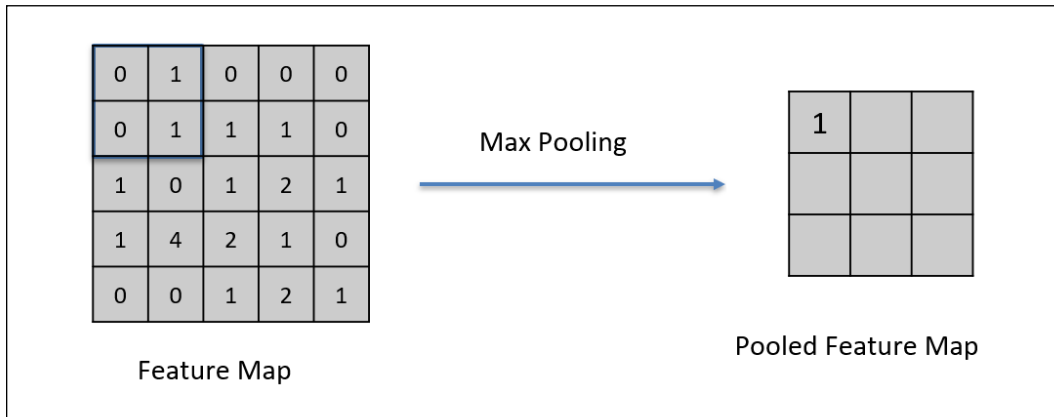 0 1 0 0 0
0 1 1 1 0
1 0 1 2 1
1 4 2 1 0
0 0 1 2 1
Feature Map
Max Pooling
1
Pooled Feature Map